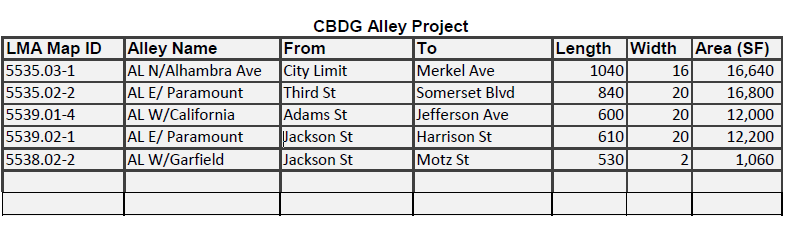 CBDG Alley Project
LMA Map ID Alley Name From To Length Width Area (SF)
5535.03-1 AL N/Alhambra Ave City Limit Merkel Ave 1040 16 16,640
5535.02-2 AL E/ Paramount Third St Somerset Blvd 840 20 16,800
5539.01-4 AL W/California Adams St Jefferson Ave 600 20 12,000
5539.02-1 AL E/ Paramount Jackson St Harrison St 610 20 12,200
5538.02-2 AL W/Garfield Jackson St Motz St 530 2 1,060